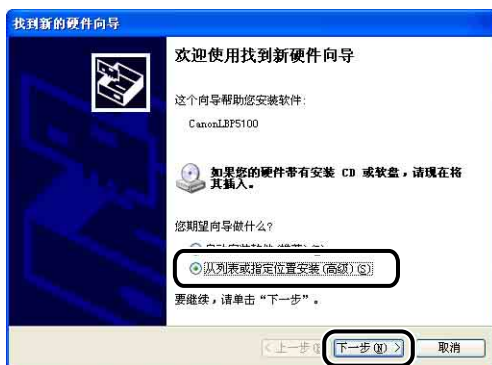 找到新的硬件向导
欢迎使用找到新硬件向导
这个向导帮助您安装软件:
CanonLBP5100
如果您的硬件带有安装 CD 或软盘，请现在将
其插入。
您期望向导做什么?
从列表或指定位置安装(高级)(S)
要继续，请单击“下一步”。
<上一步 下一步(N) > 取消